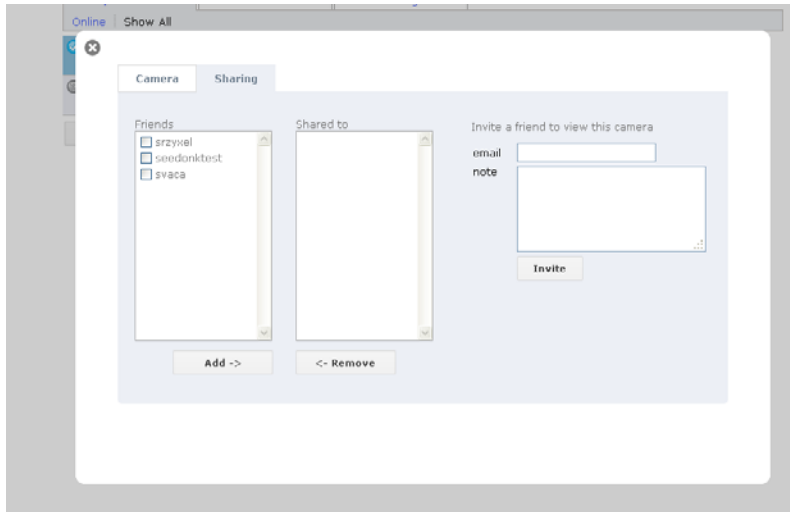 Online Show All
Camera Sharing
Friends
srzyxel
seedonktest
svaca
Add ->
Shared to
<- Remove
Invite a friend to view this camera
email
note
Invite